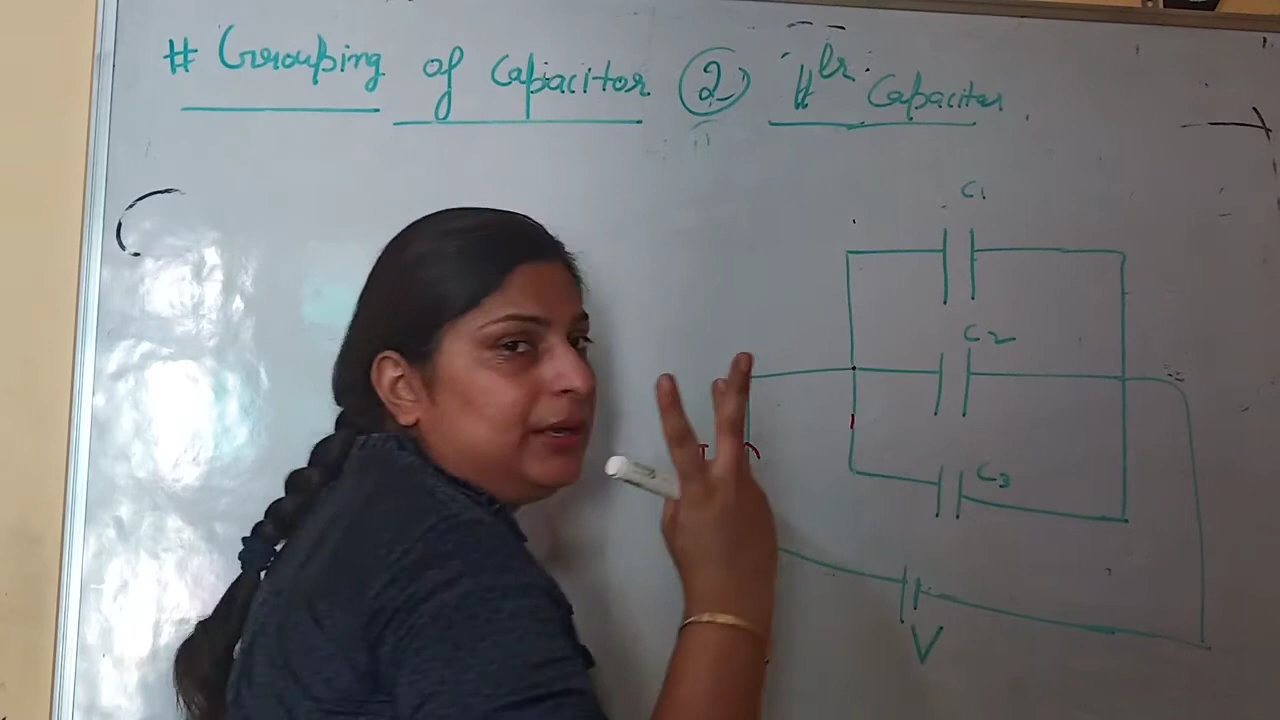 # Grouping of Capacitor ② ||lr Capacitor
C1
C2
C3
V